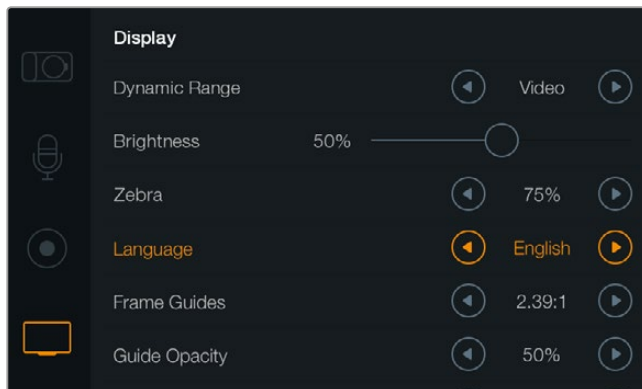 Display
Dynamic Range Video
Brightness 50%
Zebra 75%
Language English
Frame Guides 2.39:1
Guide Opacity 50%